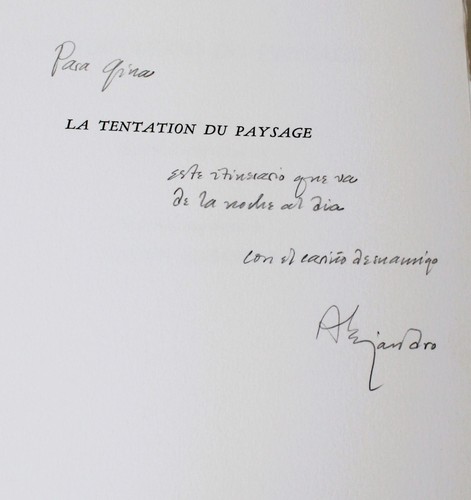 Para Gina
LA TENTATION DU PAYSAGE
este itinerario que va
de la noche al dia
con el cariño de su amigo
Alejandro